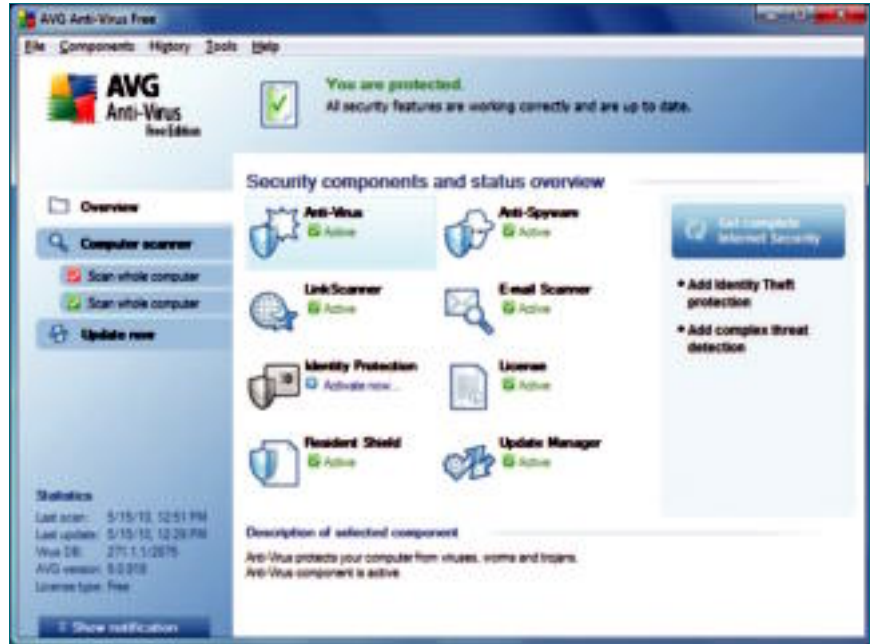 AVG Anti-Virus Free
File Components History Tools Help
AVG
Anti-Virus
Free Edition
You are protected.
All security features are working correctly and are up to date.
Security components and status overview
Overview
Computer scanner
Scan whole computer
Scan whole computer
Update now
Anti-Virus
Active
Anti-Spyware
Active
LinkScanner
Active
E-mail Scanner
Active
Identity Protection
Activate now...
License
Active
Resident Shield
Active
Update Manager
Active
Get complete
Internet Security
Add Identity Theft
protection
Add complex threat
detection
Statistics
Last scan: 5/15/10, 12:51 PM
Last update: 5/15/10, 12:29 PM
Virus DB:
AVG version:
License type: Free
Show notification
Description of selected component
Anti-Virus protects your computer from viruses, worms and trojans.
Anti-Virus component is active.